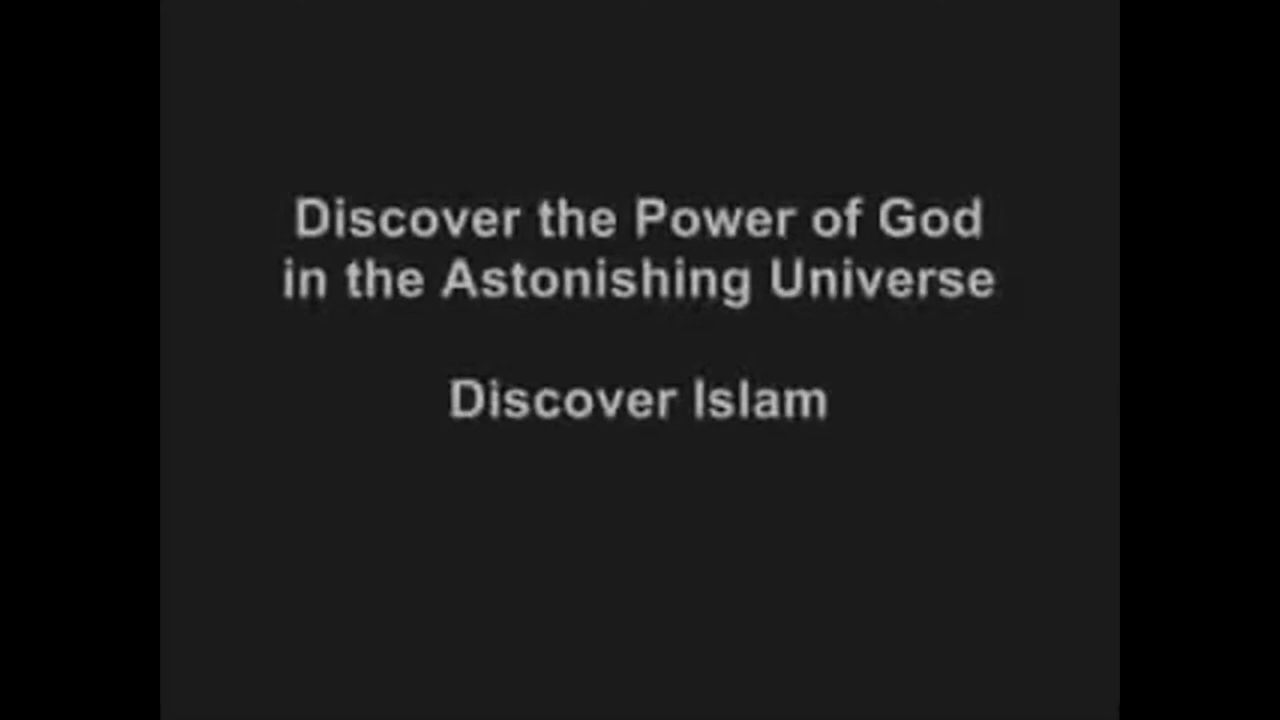 Discover the Power of God
in the Astonishing Universe
Discover Islam